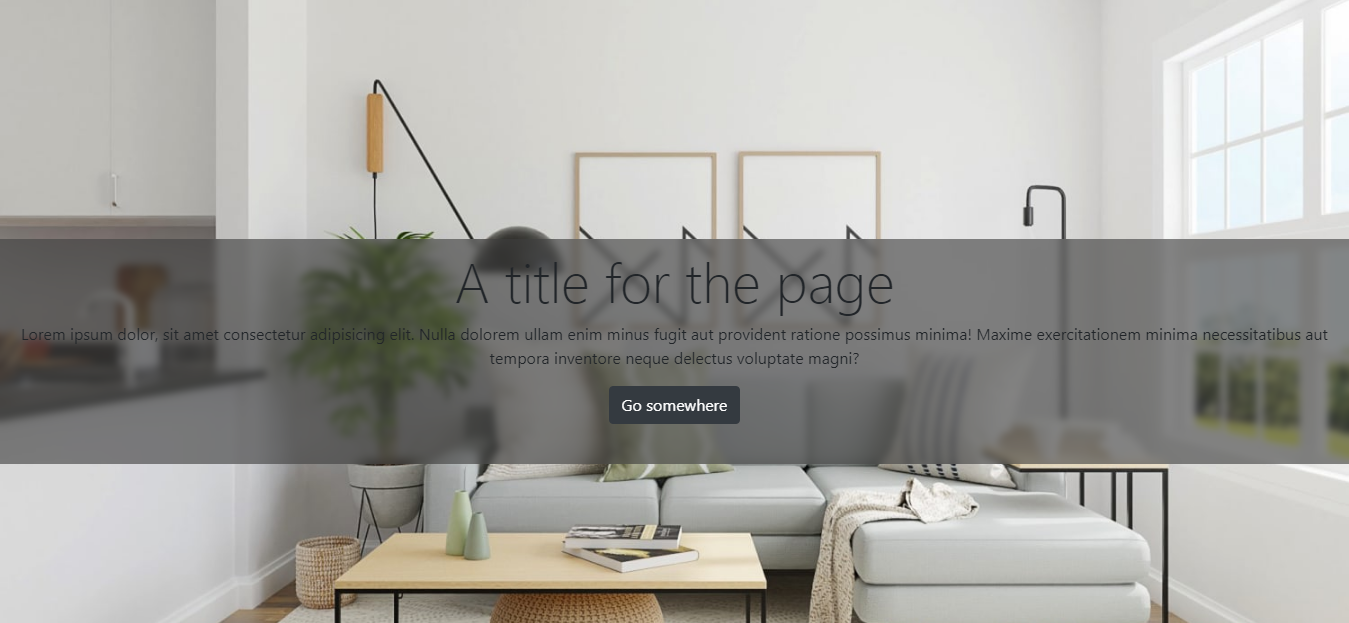 A title for the page
Lorem ipsum dolor, sit amet consectetur adipisicing elit. Nulla dolorem ullam enim minus fugit aut provident ratione possimus minima! Maxime exercitationem minima necessitatibus aut
tempora inventore neque delectus voluptate magni?
Go somewhere